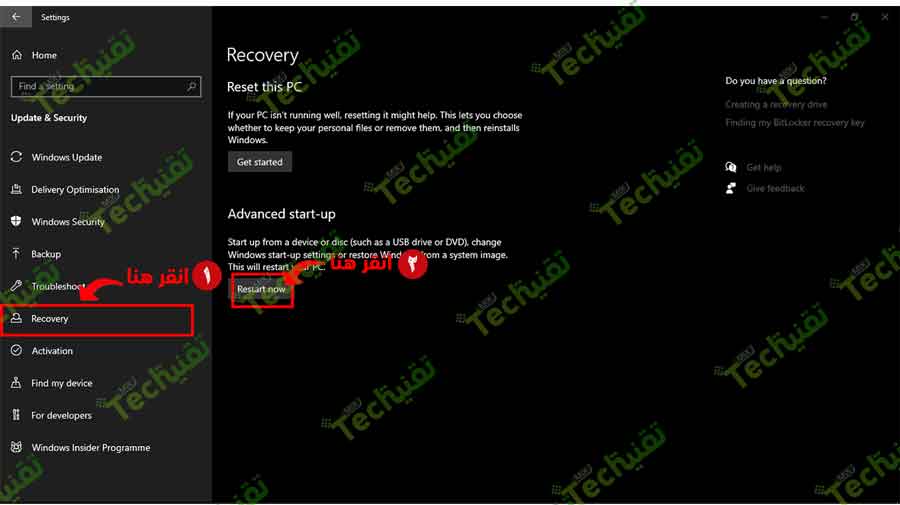 Settings
Home
Find a setting
Update & Security
Windows Update
Delivery Optimisation
Windows Security
Backup
Troubleshoot
Recovery
Activation
Find my device
For developers
Windows Insider Programme
Recovery
Reset this PC
If your PC isn't running well, resetting it might help. This lets you choose
whether to keep your personal files or remove them, and then reinstalls
Windows.
Get started
Advanced start-up
Start up from a device or disc (such as a USB drive or DVD), change
Windows start-up settings or restore Windows from a system image.
This will restart your PC.
Restart now
١ انقر هنا
٢ انقر هنا
Do you have a question?
Creating a recovery drive
Finding my BitLocker recovery key
Get help
Give feedback
تقنية Tech